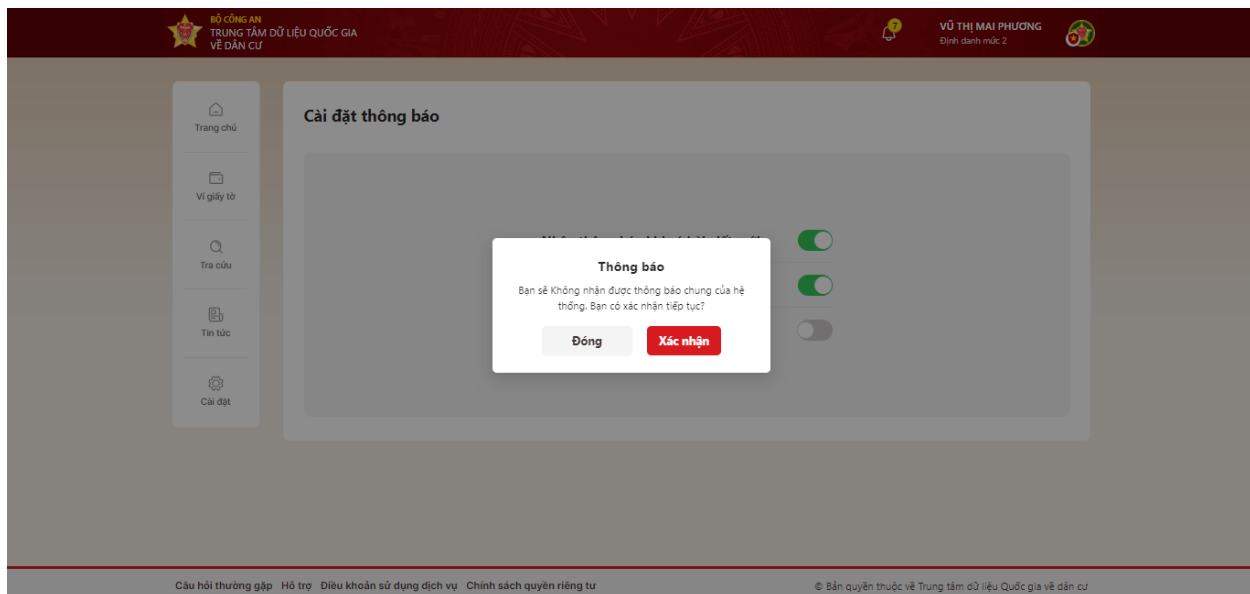 BỘ CÔNG AN
TRUNG TÂM DỮ LIỆU QUỐC GIA
VỀ DÂN CƯ
7
VŨ THỊ MAI PHƯƠNG
Định danh mức 2
Trang chủ
Ví giấy tờ
Tra cứu
Tin tức
Cài đặt
Cài đặt thông báo
Thông báo
Bạn sẽ Không nhận được thông báo chung của hệ
thống. Bạn có xác nhận tiếp tục?
Đóng Xác nhận
Câu hỏi thường gặp Hỗ trợ Điều khoản sử dụng dịch vụ Chính sách quyền riêng tư
© Bản quyền thuộc về Trung tâm dữ liệu Quốc gia về dân cư